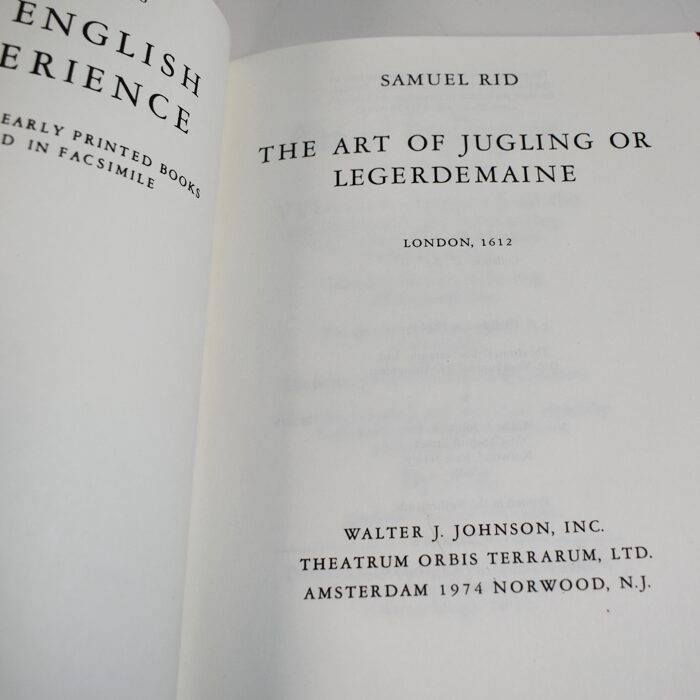 ENGLISH
ERIENCE
EARLY PRINTED BOOKS
D IN FACSIMILE
SAMUEL RID
THE ART OF JUGLING OR
LEGERDEMAINE
LONDON, 1612
WALTER J. JOHNSON, INC.
THEATRUM ORBIS TERRARUM, LTD.
AMSTERDAM 1974 NORWOOD, N.J.